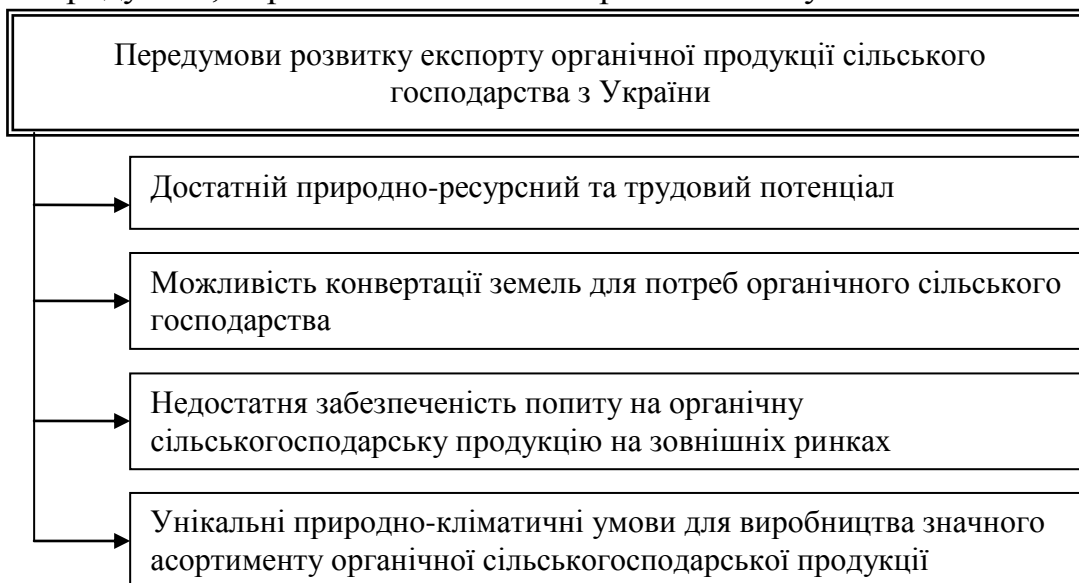 Передумови розвитку експорту органічної продукції сільського
господарства з України
Достатній природно-ресурсний та трудовий потенціал
Можливість конвертації земель для потреб органічного сільського
господарства
Недостатня забезпеченість попиту на органічну
сільськогосподарську продукцію на зовнішніх ринках
Унікальні природно-кліматичні умови для виробництва значного
асортименту органічної сільськогосподарської продукції